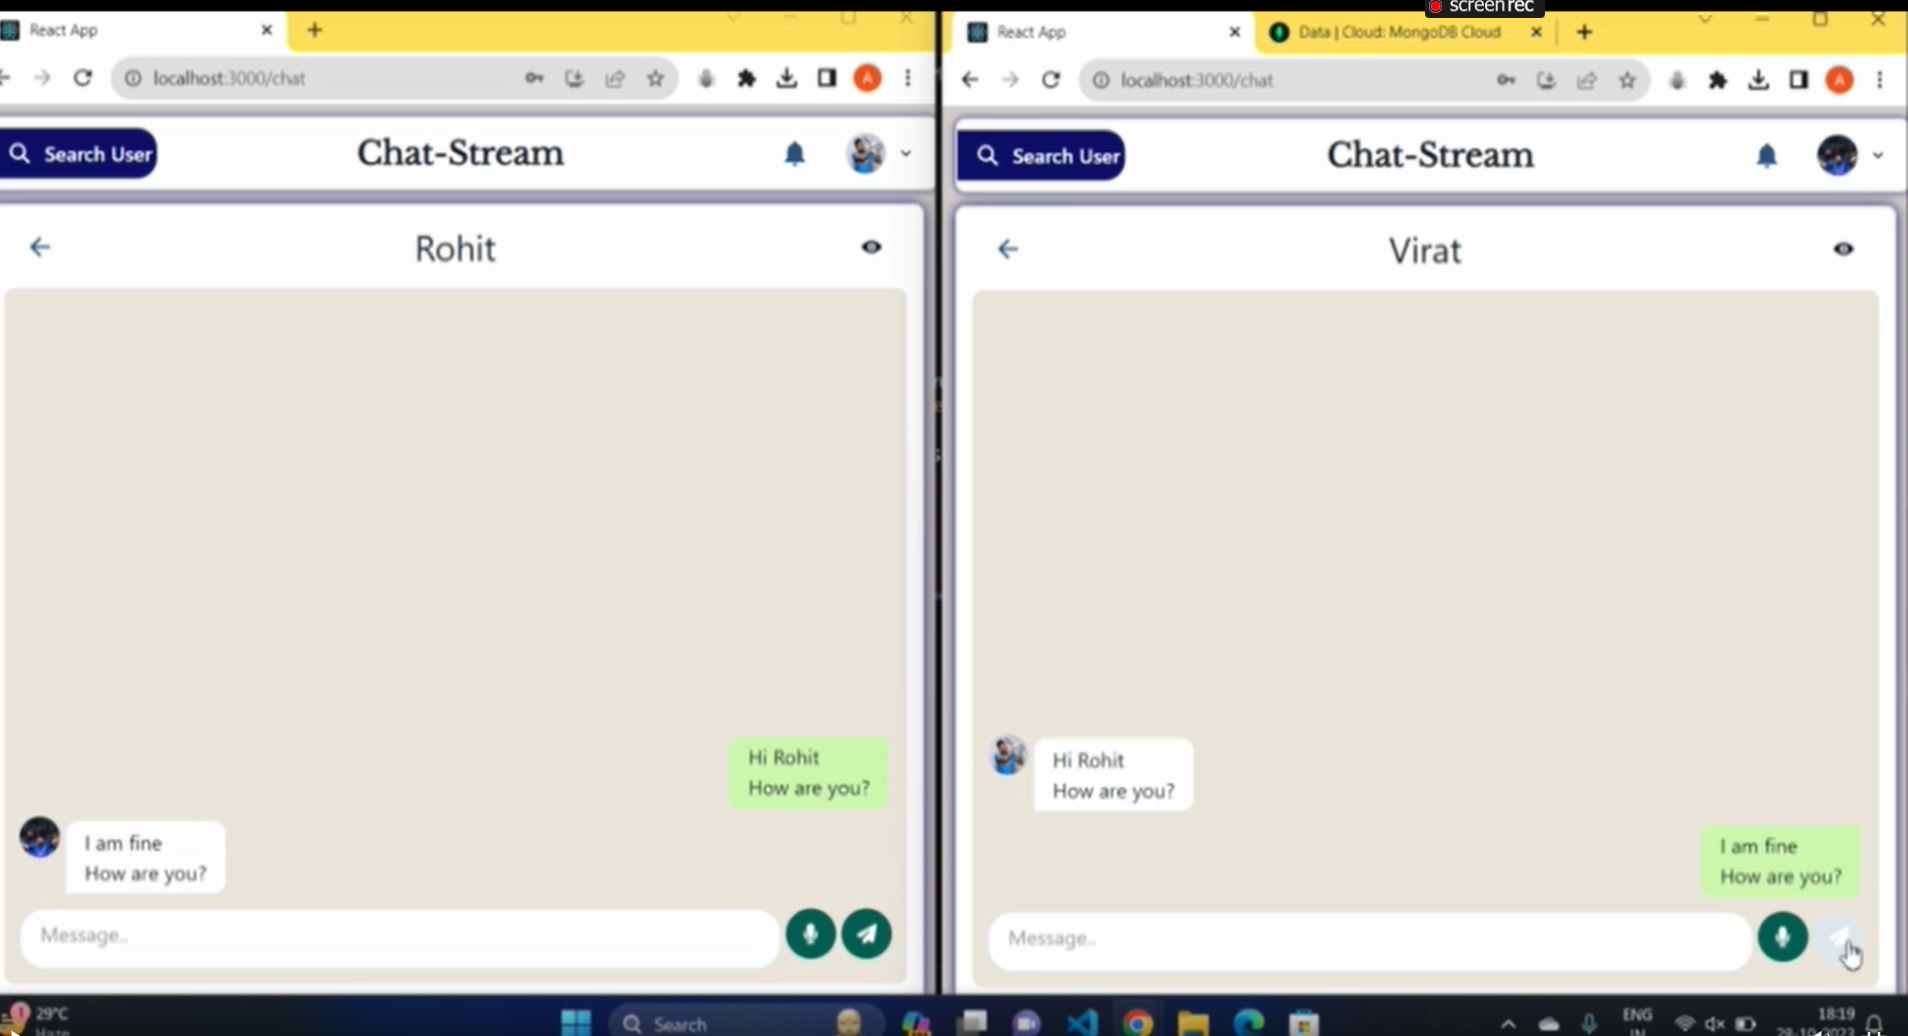 screenrec
React App
localhost:3000/chat
Search User
Chat-Stream
A
Rohit
Hi Rohit
How are you?
I am fine
How are you?
Message..
React App
Data | Cloud: MongoDB Cloud
localhost:3000/chat
A
Search User
Chat-Stream
Virat
Hi Rohit
How are you?
I am fine
How are you?
Message..
1
29°C
Haze
Search
ENG
IN
18:19